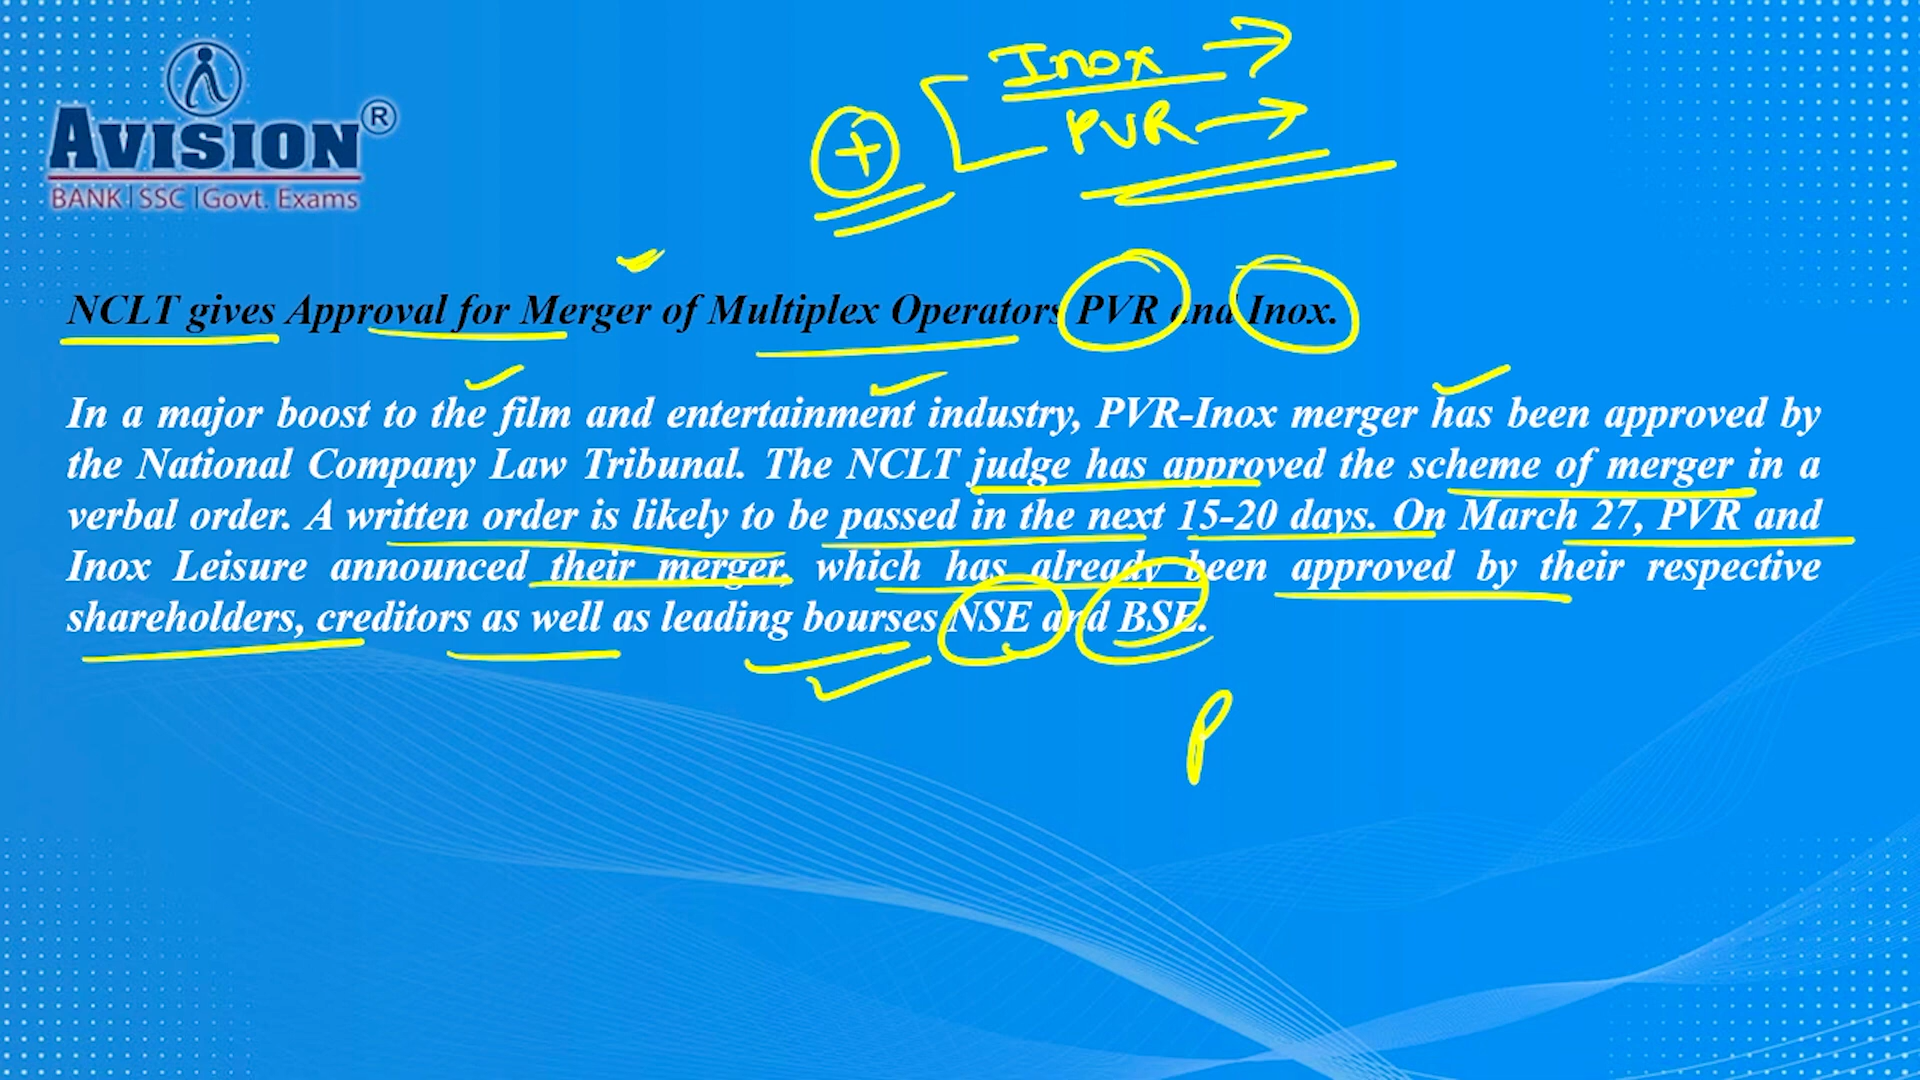 Inox
PVR
AVISION®
BANK | SSC | Govt. Exams
NCLT gives Approval for Merger of Multiplex Operators PVR and Inox.
In a major boost to the film and entertainment industry, PVR-Inox merger has been approved by
the National Company Law Tribunal. The NCLT judge has approved the scheme of merger in a
verbal order. A written order is likely to be passed in the next 15-20 days. On March 27, PVR and
Inox Leisure announced their merger, which has already been approved by their respective
shareholders, creditors as well as leading bourses NSE and BSE.
P